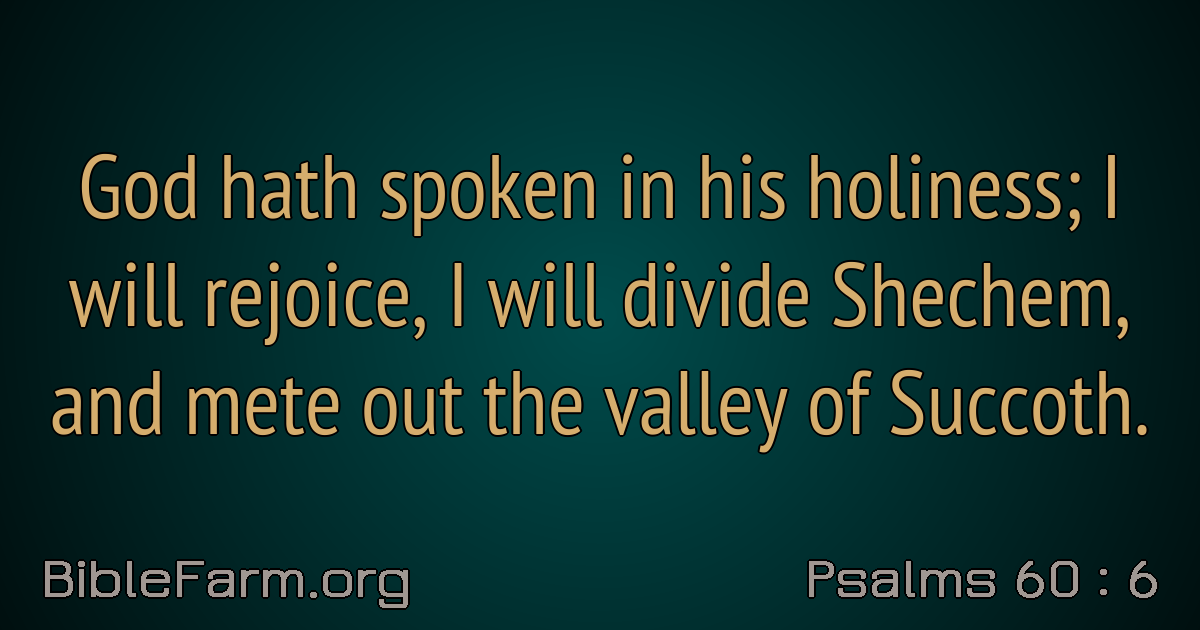 God hath spoken in his holiness; I
will rejoice, I will divide Shechem,
and mete out the valley of Succoth.
BibleFarm.org
Psalms 60 : 6